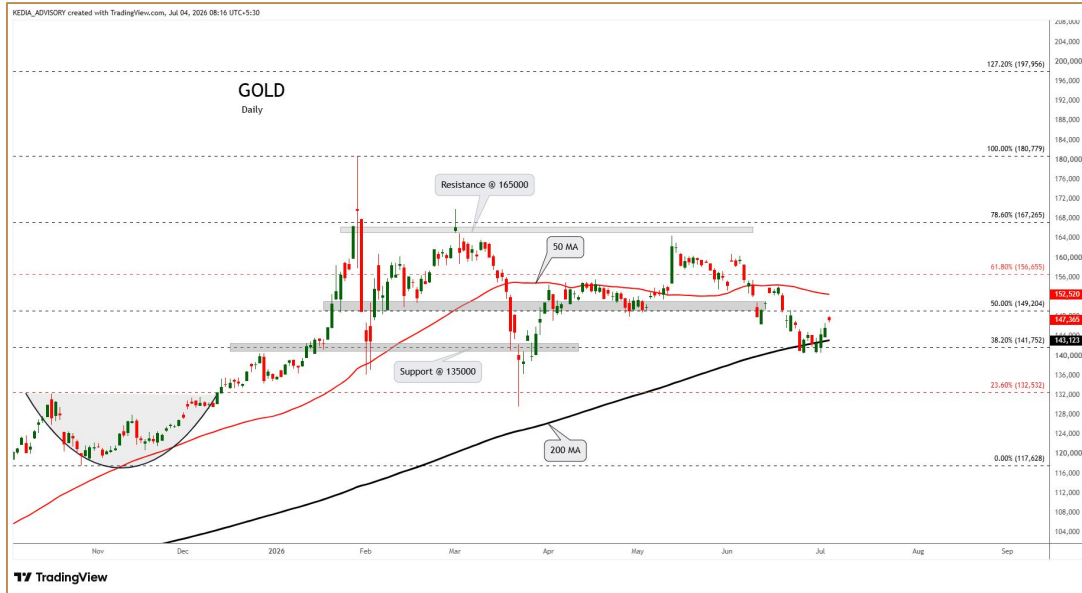 KEDIA_ADVISORY created with TradingView.com, Jul 04, 2026 08:16 UTC+5:30
GOLD
Daily
Resistance @ 165000
50 MA
Support @ 135000
200 MA
127.20% (197,956)
100.00% (180,779)
78.60% (167,265)
61.80% (156,655)
50.00% (149,204)
38.20% (141,752)
23.60% (132,532)
0.00% (117,628)
208,000
204,000
200,000
196,000
192,000
188,000
184,000
180,000
176,000
172,000
168,000
164,000
160,000
156,000
152,520
147,365
143,123
140,000
136,000
132,000
128,000
124,000
120,000
116,000
112,000
108,000
104,000
Nov
Dec
2026
Feb
Mar
Apr
May
Jun
Jul
Aug
Sep
TradingView